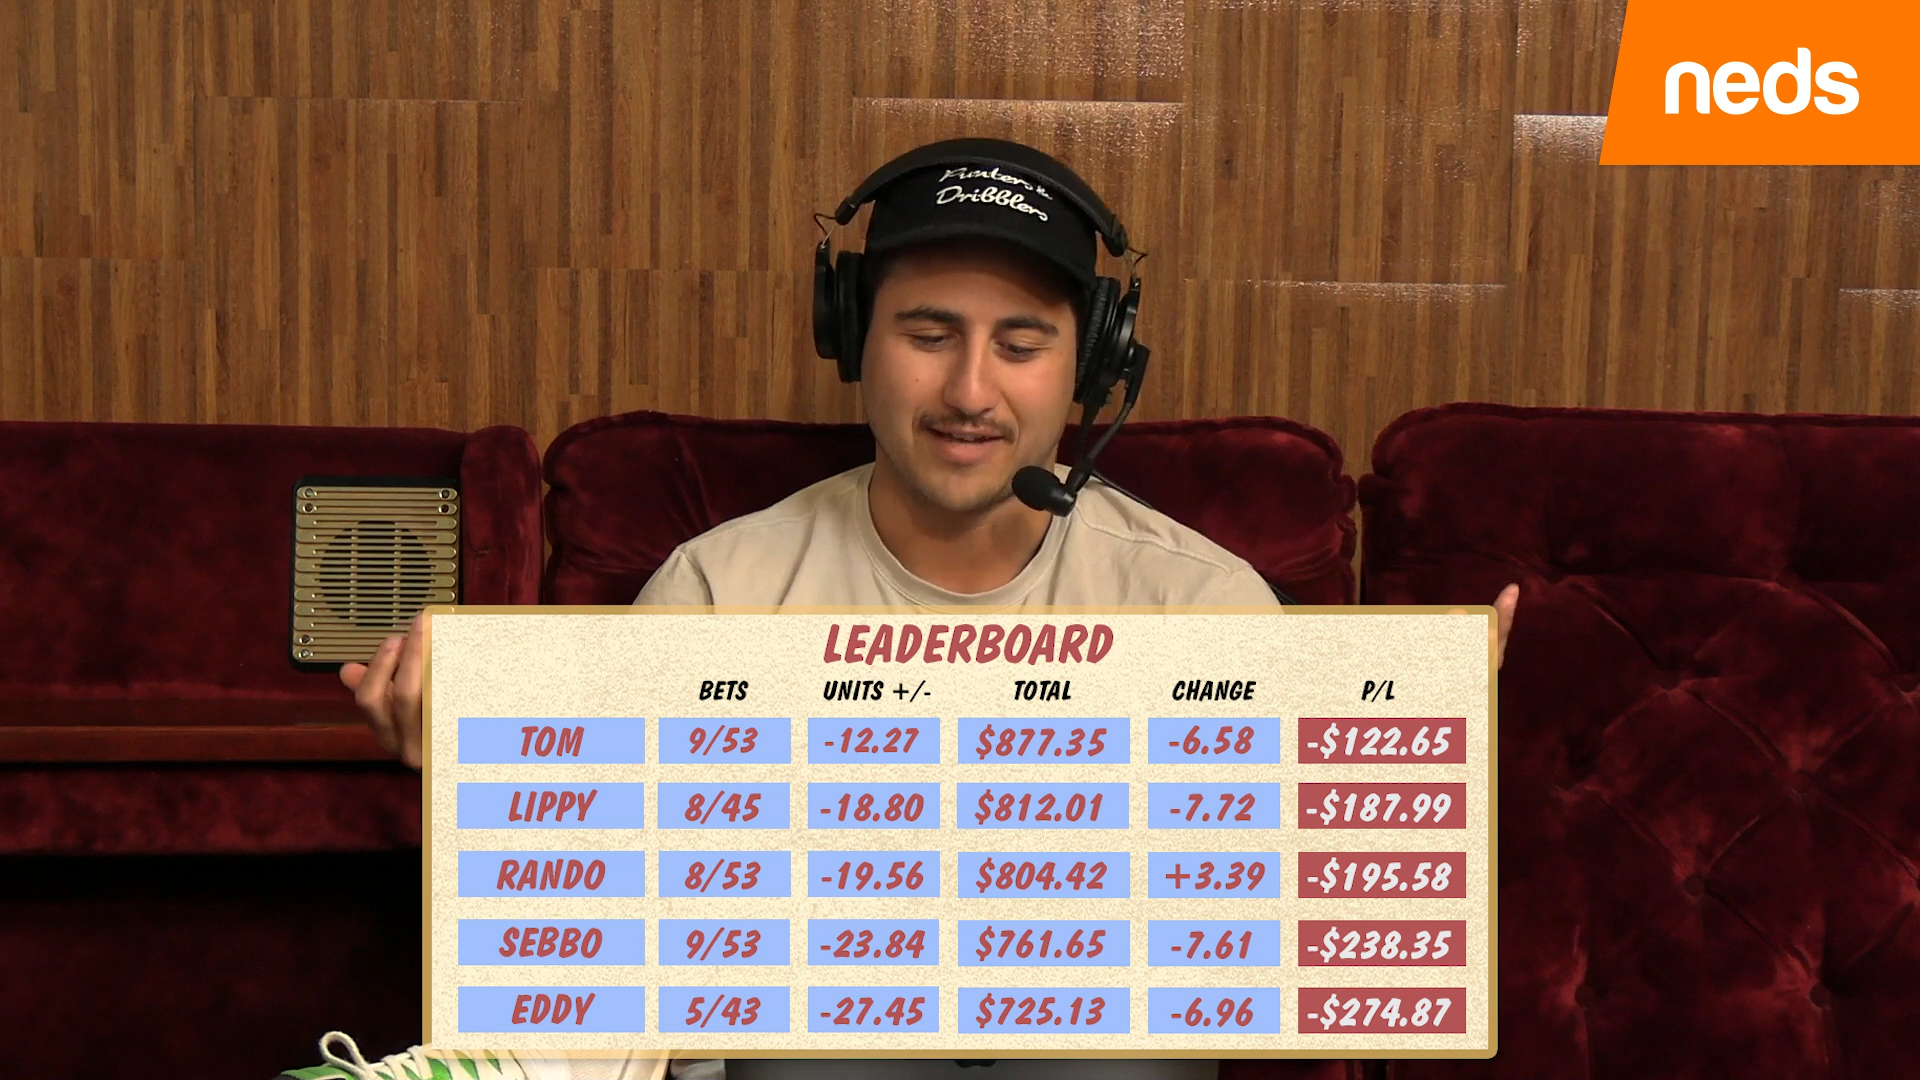 neds
Punters &
Dribblers
LEADERBOARD
BETS UNITS +/- TOTAL CHANGE P/L
TOM 9/53 -12.27 $877.35 -6.58 -$122.65
LIPPY 8/45 -18.80 $812.01 -7.72 -$187.99
RANDO 8/53 -19.56 $804.42 +3.39 -$195.58
SEBBO 9/53 -23.84 $761.65 -7.61 -$238.35
EDDY 5/43 -27.45 $725.13 -6.96 -$274.87